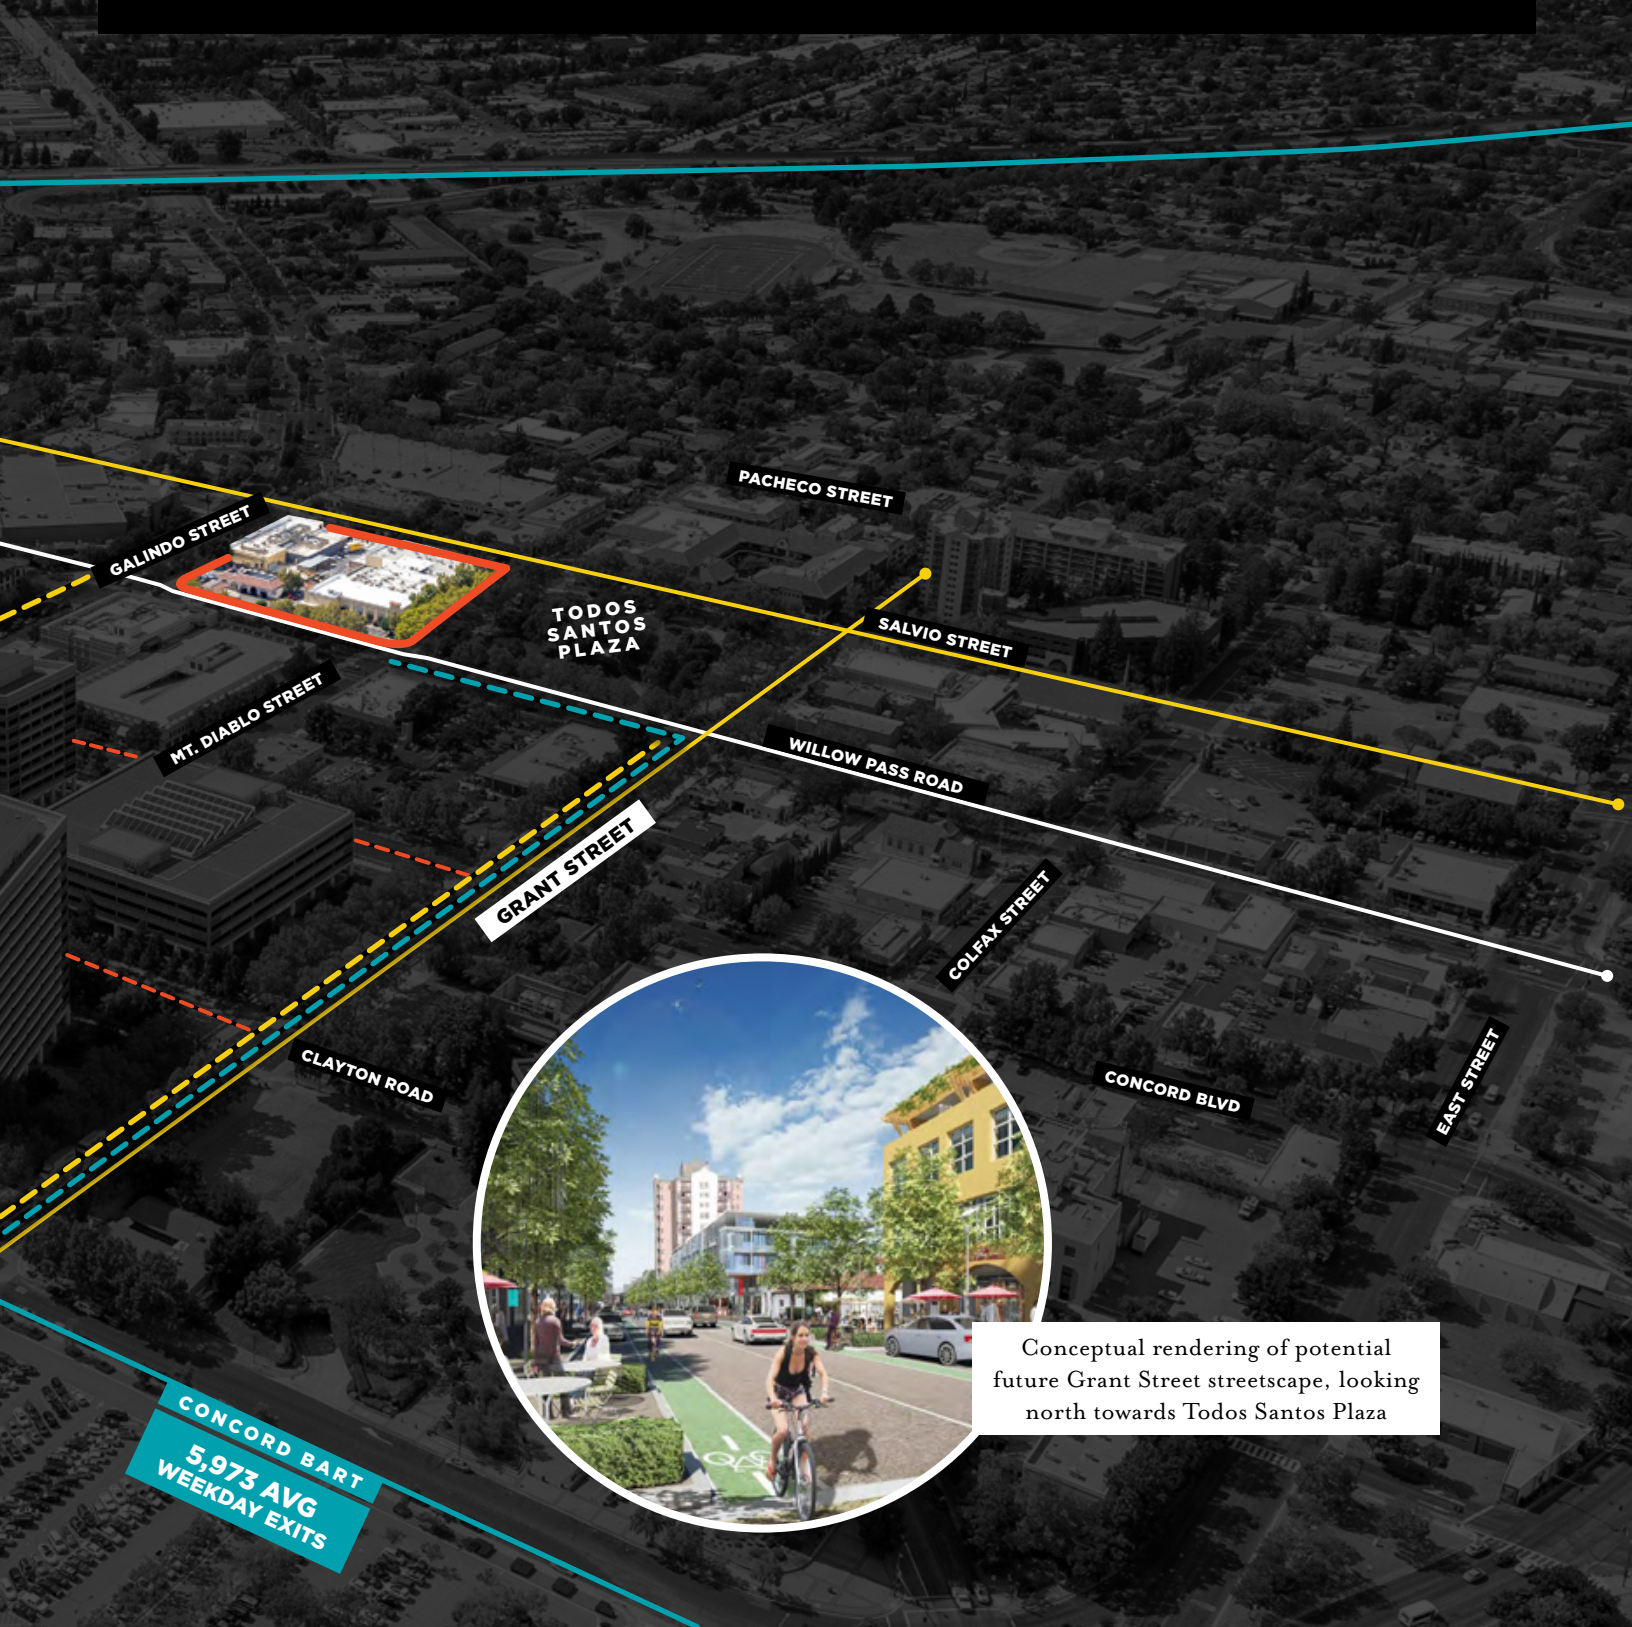 PACHECO STREET
GALINDO STREET
TODOS
SANTOS
PLAZA
SALVIO STREET
MT. DIABLO STREET
WILLOW PASS ROAD
GRANT STREET
COLFAX STREET
CLAYTON ROAD
CONCORD BLVD
EAST STREET
Conceptual rendering of potential
future Grant Street streetscape, looking
north towards Todos Santos Plaza
CONCORD BART
5,973 AVG
WEEKDAY EXITS